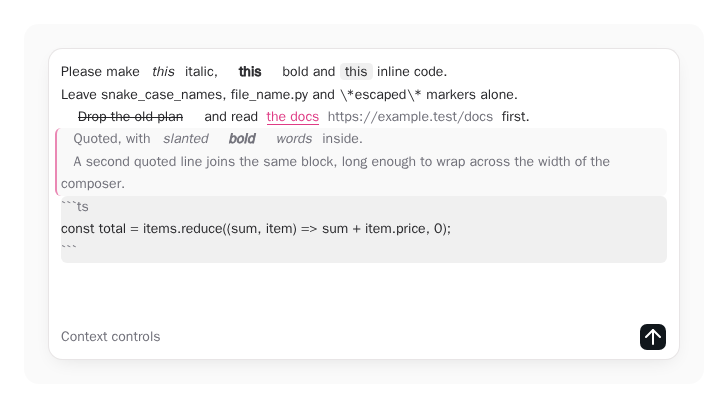 Please make this italic, this bold and this inline code.
Leave snake_case_names, file_name.py and \*escaped\* markers alone.
Drop the old plan and read the docs https://example.test/docs first.
Quoted, with slanted bold words inside.
A second quoted line joins the same block, long enough to wrap across the width of the
composer.
```ts
const total = items.reduce((sum, item) => sum + item.price, 0);
```
Context controls